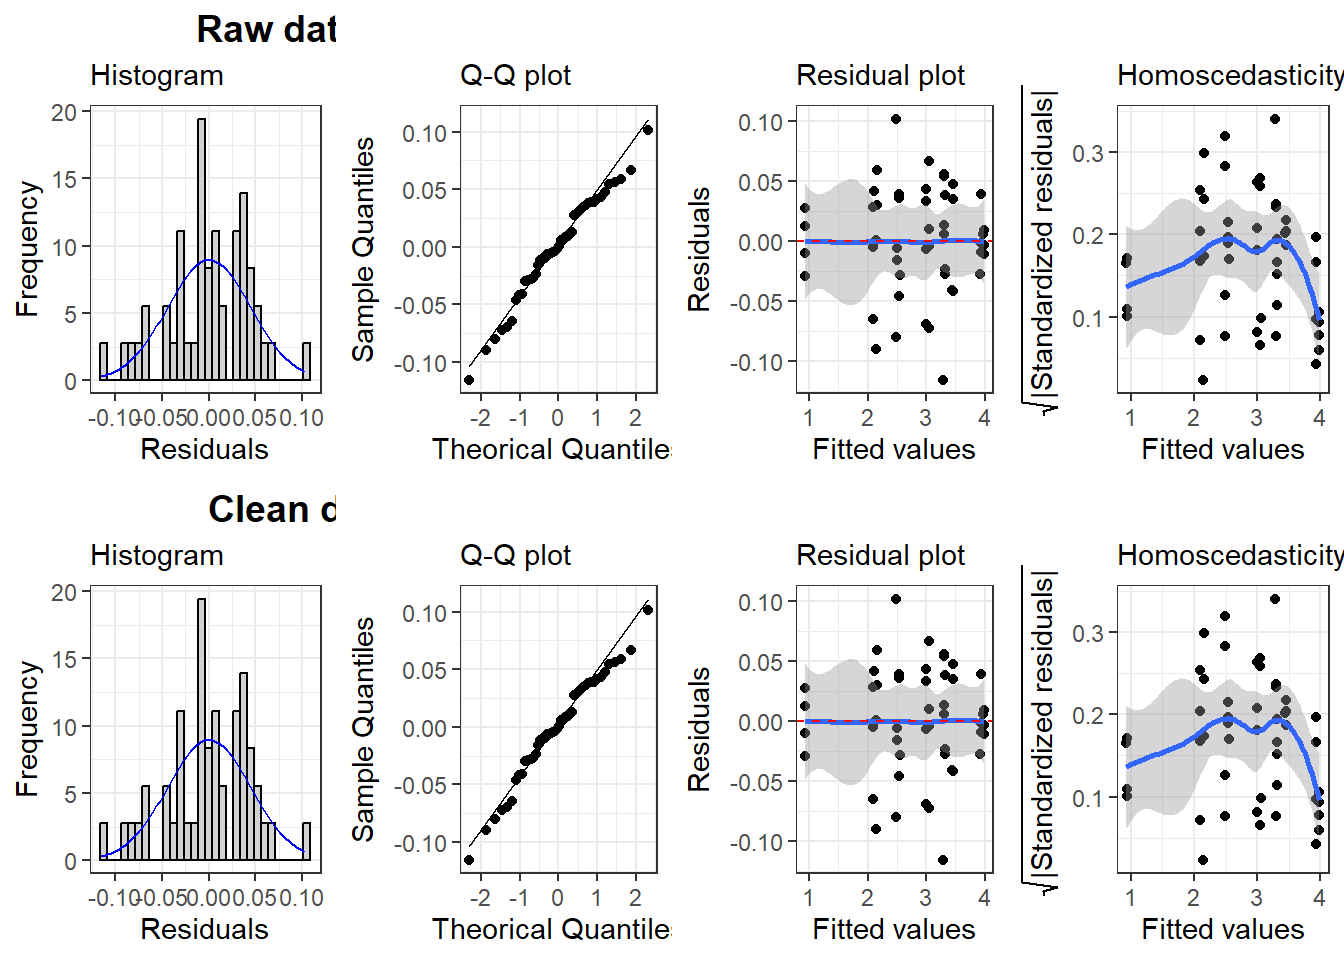 Raw dat
Histogram
Q-Q plot
Residual plot
Homoscedasticity
Frequency
20
15
10
5
0
-0.10
-0.05
0.00
0.05
0.10
Residuals
Sample Quantiles
0.10
0.05
0.00
-0.05
-0.10
-2
-1
0
1
2
Theorical Quantiles
Residuals
0.10
0.05
0.00
-0.05
-0.10
1
2
3
4
Fitted values
√|Standardized residuals|
0.3
0.2
0.1
1
2
3
4
Fitted values
Clean d
Histogram
Q-Q plot
Residual plot
Homoscedasticity
Frequency
20
15
10
5
0
-0.10
-0.05
0.00
0.05
0.10
Residuals
Sample Quantiles
0.10
0.05
0.00
-0.05
-0.10
-2
-1
0
1
2
Theorical Quantiles
Residuals
0.10
0.05
0.00
-0.05
-0.10
1
2
3
4
Fitted values
√|Standardized residuals|
0.3
0.2
0.1
1
2
3
4
Fitted values